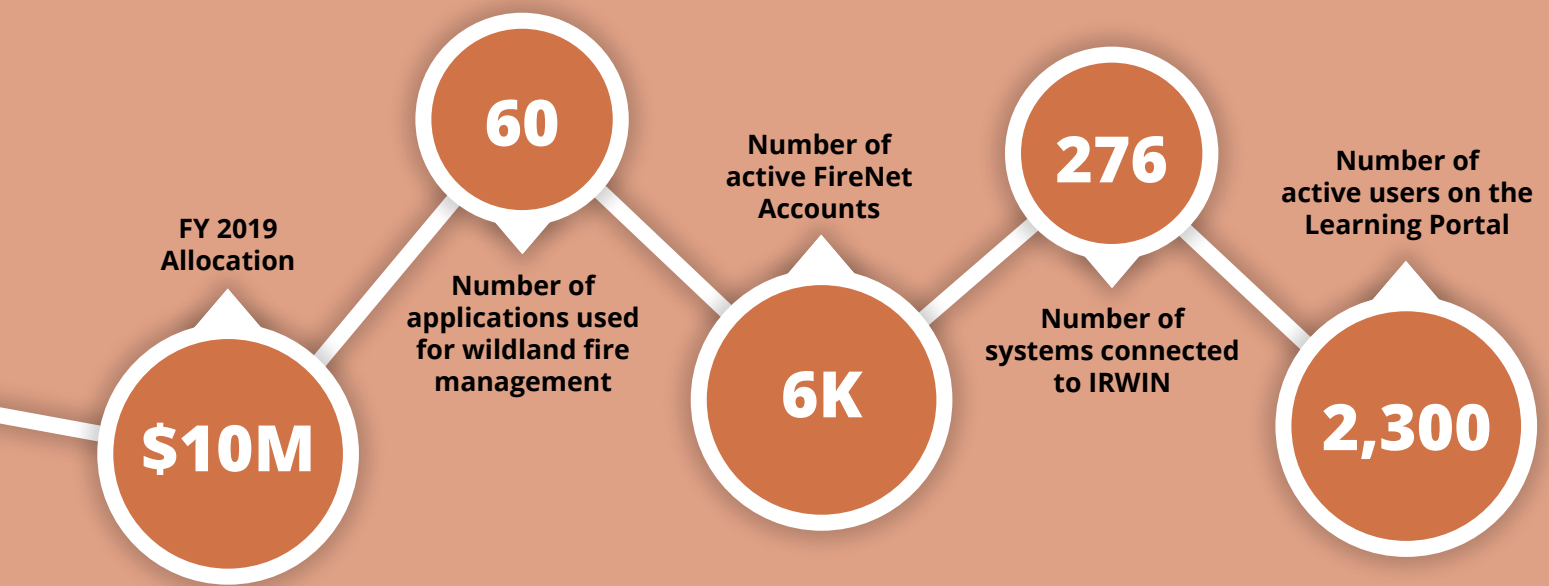 FY 2019
Allocation
$10M
60
Number of
applications used
for wildland fire
management
Number of
active FireNet
Accounts
6K
276
Number of
systems connected
to IRWIN
Number of
active users on the
Learning Portal
2,300